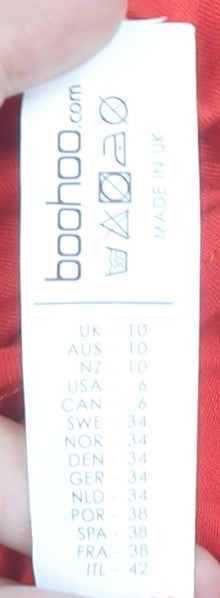 boohoo.com
30
MADE IN UK
UK - 10
AUS - 10
NZ - 10
USA - 6
CAN - 6
SWE - 34
NOR - 34
DEN - 34
GER - 34
NLD - 34
POR - 38
SPA - 38
FRA - 38
ITL - 42